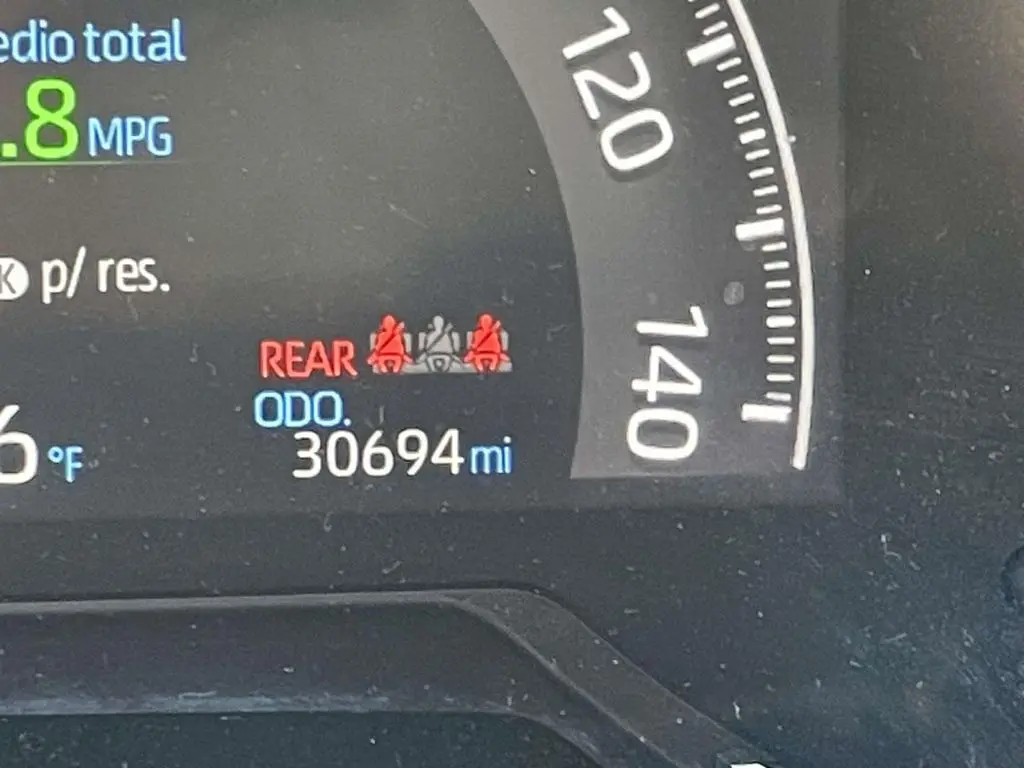 edio total
.8 MPG
K p/ res.
REAR
ODO.
6 °F
30694 mi
120
140